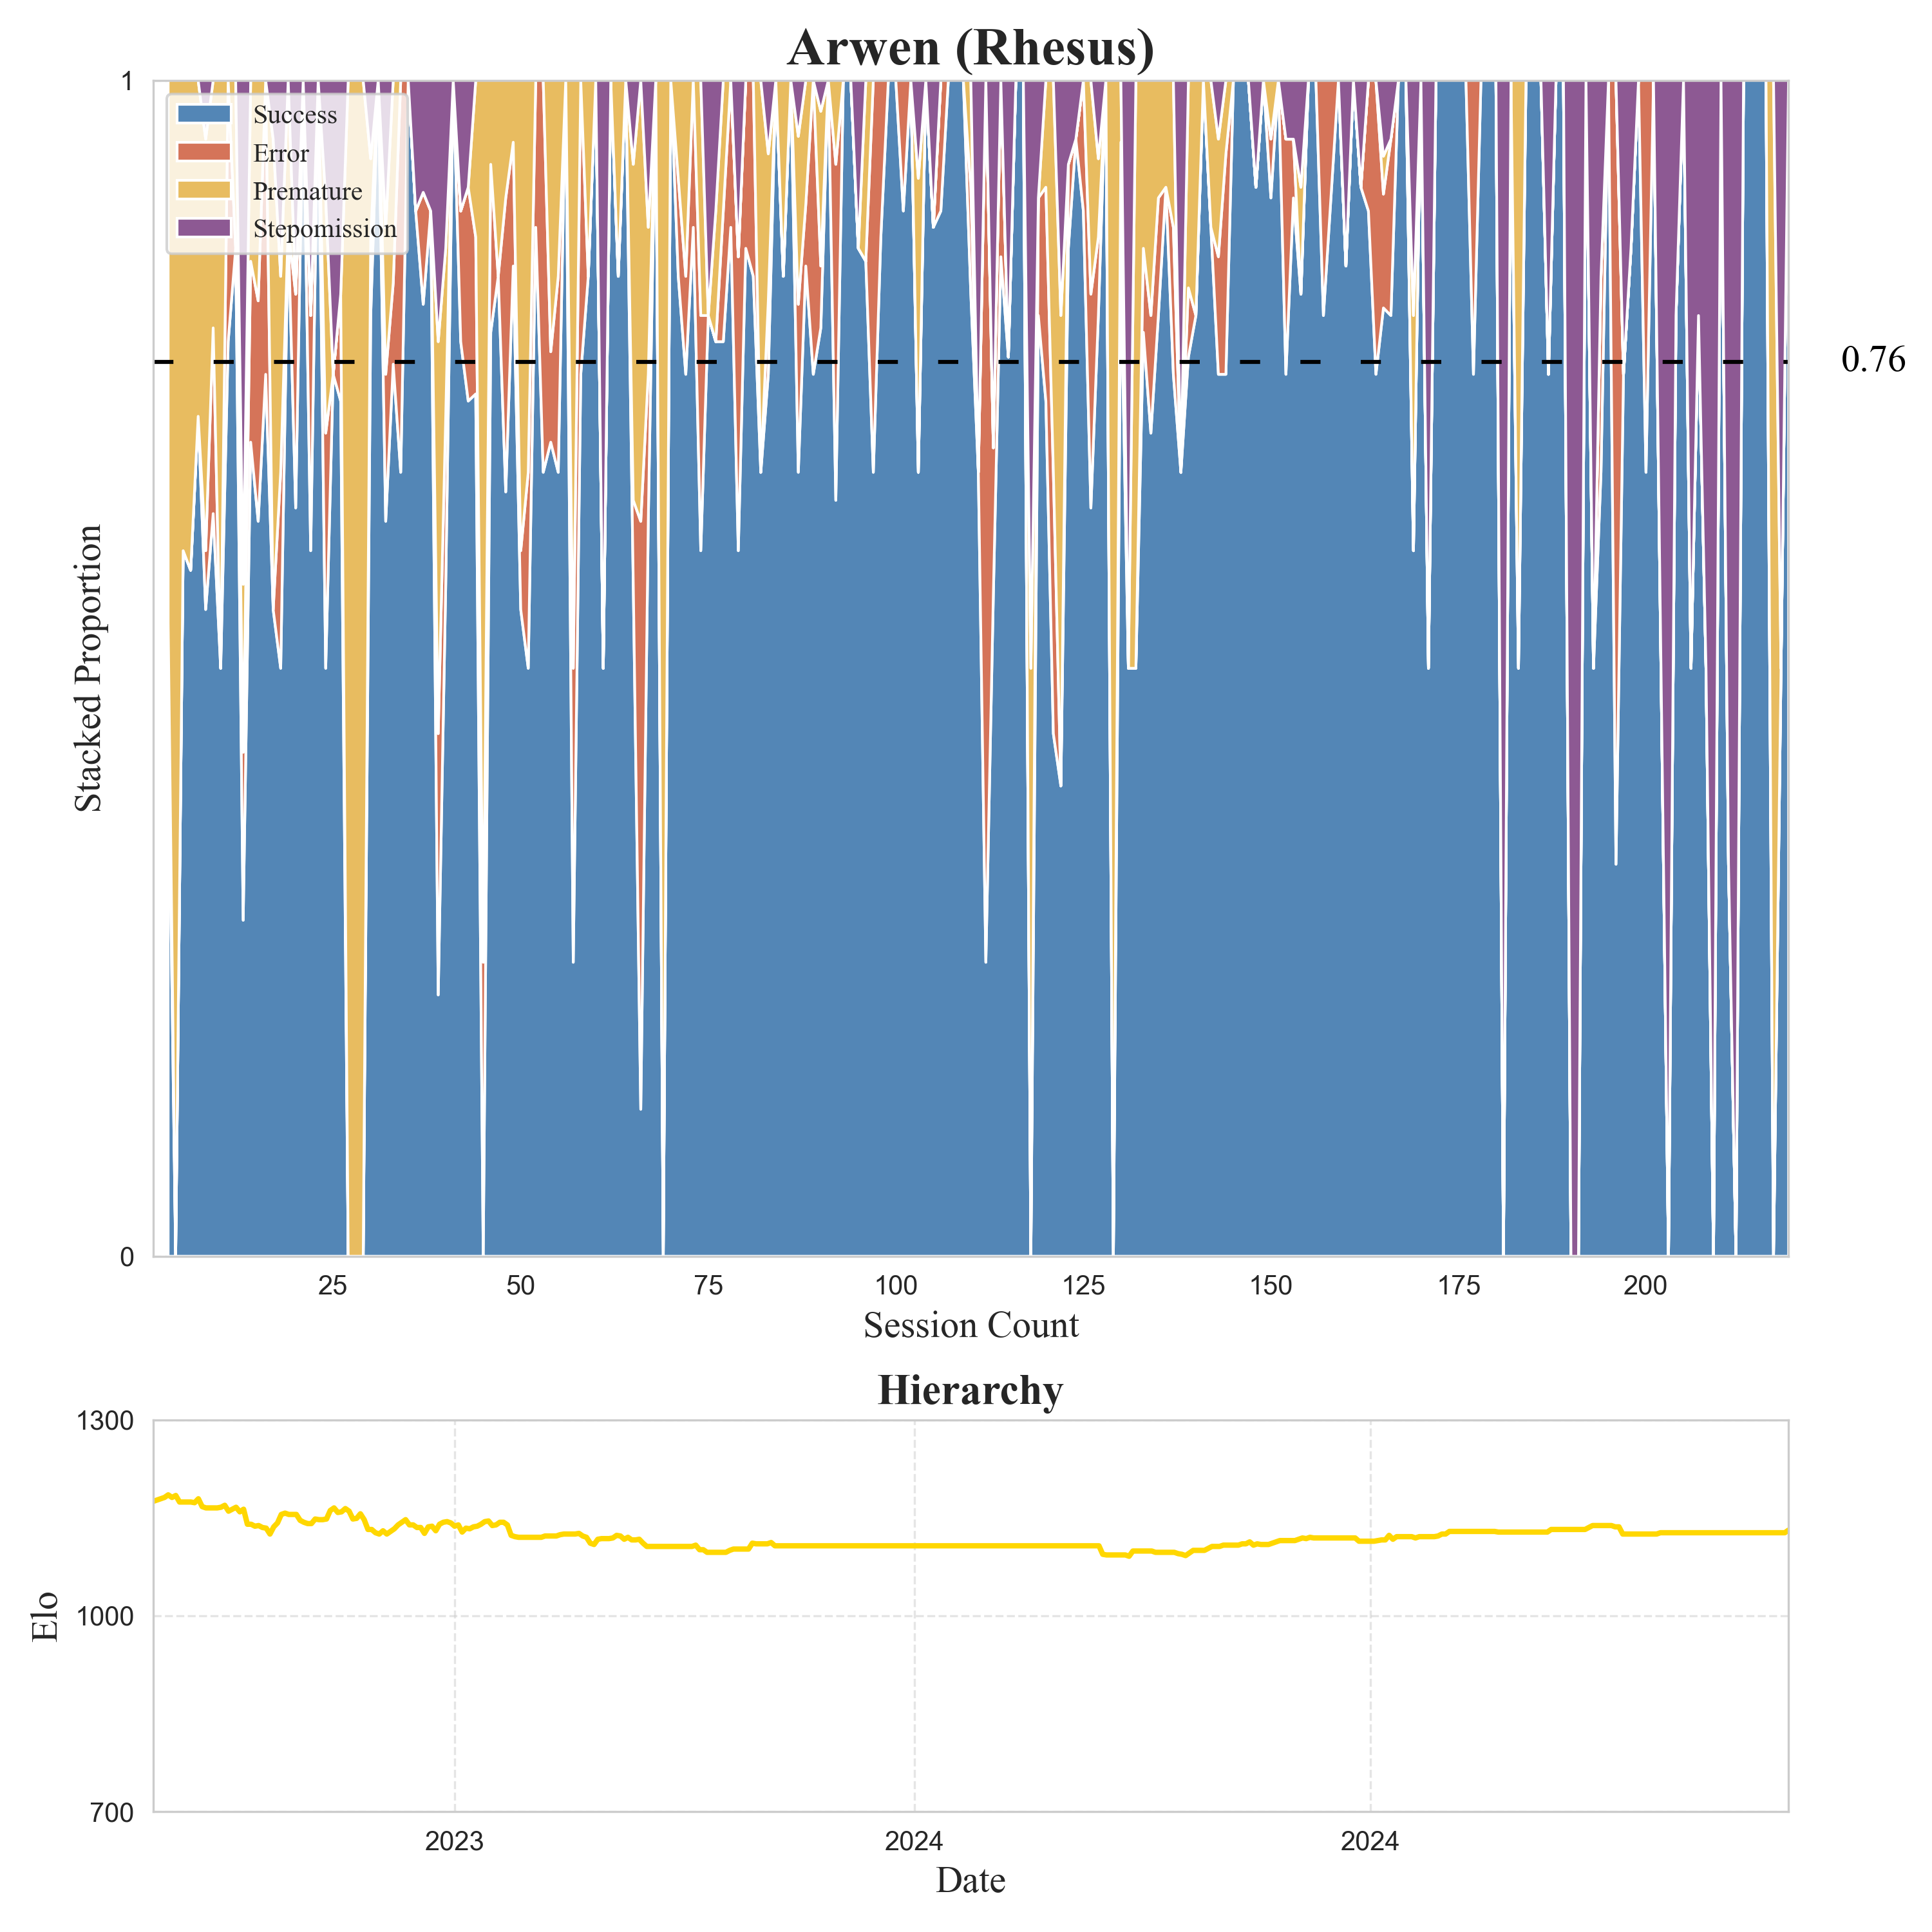 Arwen (Rhesus)
1
Success
Error
Premature
Stepomission
0.76
Stacked Proportion
0
25 50 75 100 125 150 175 200
Session Count
Hierarchy
1300
1000
Elo
700
2023 2024 2024
Date